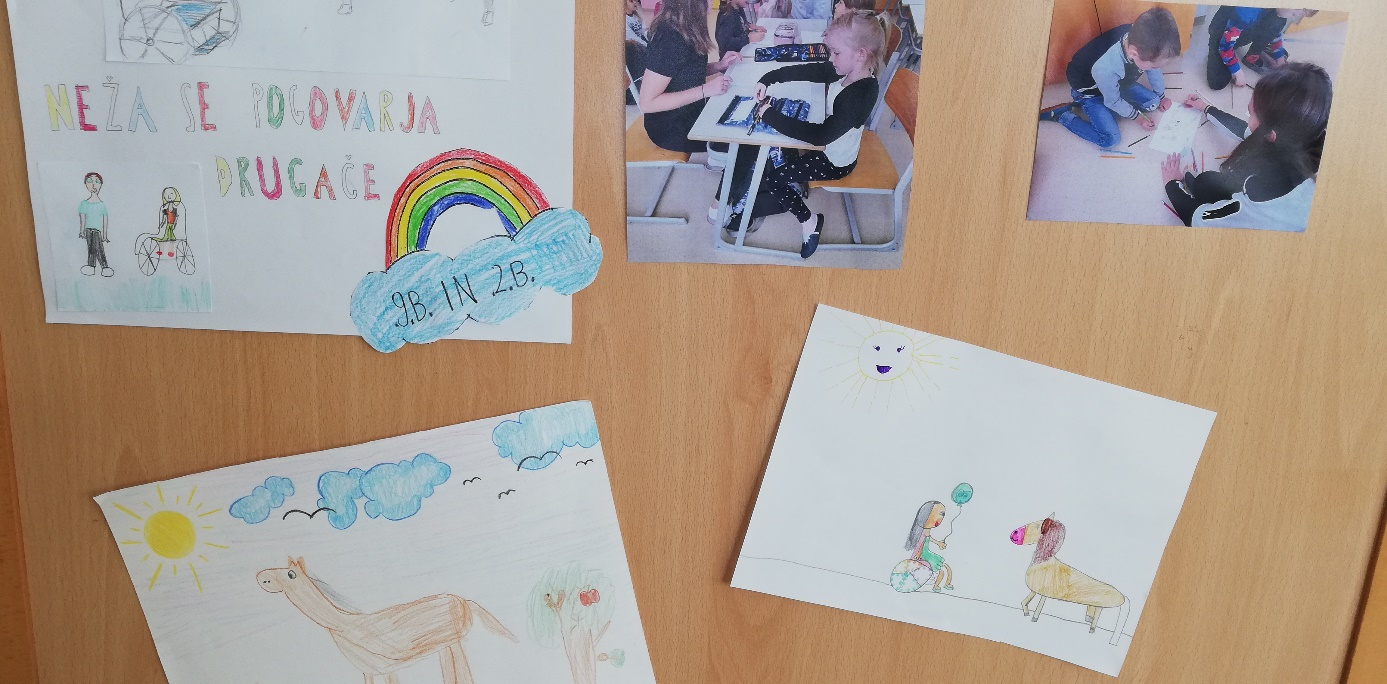 NEŽA SE POGOVARJA
DRUGAČE
9.B. IN 2.B.